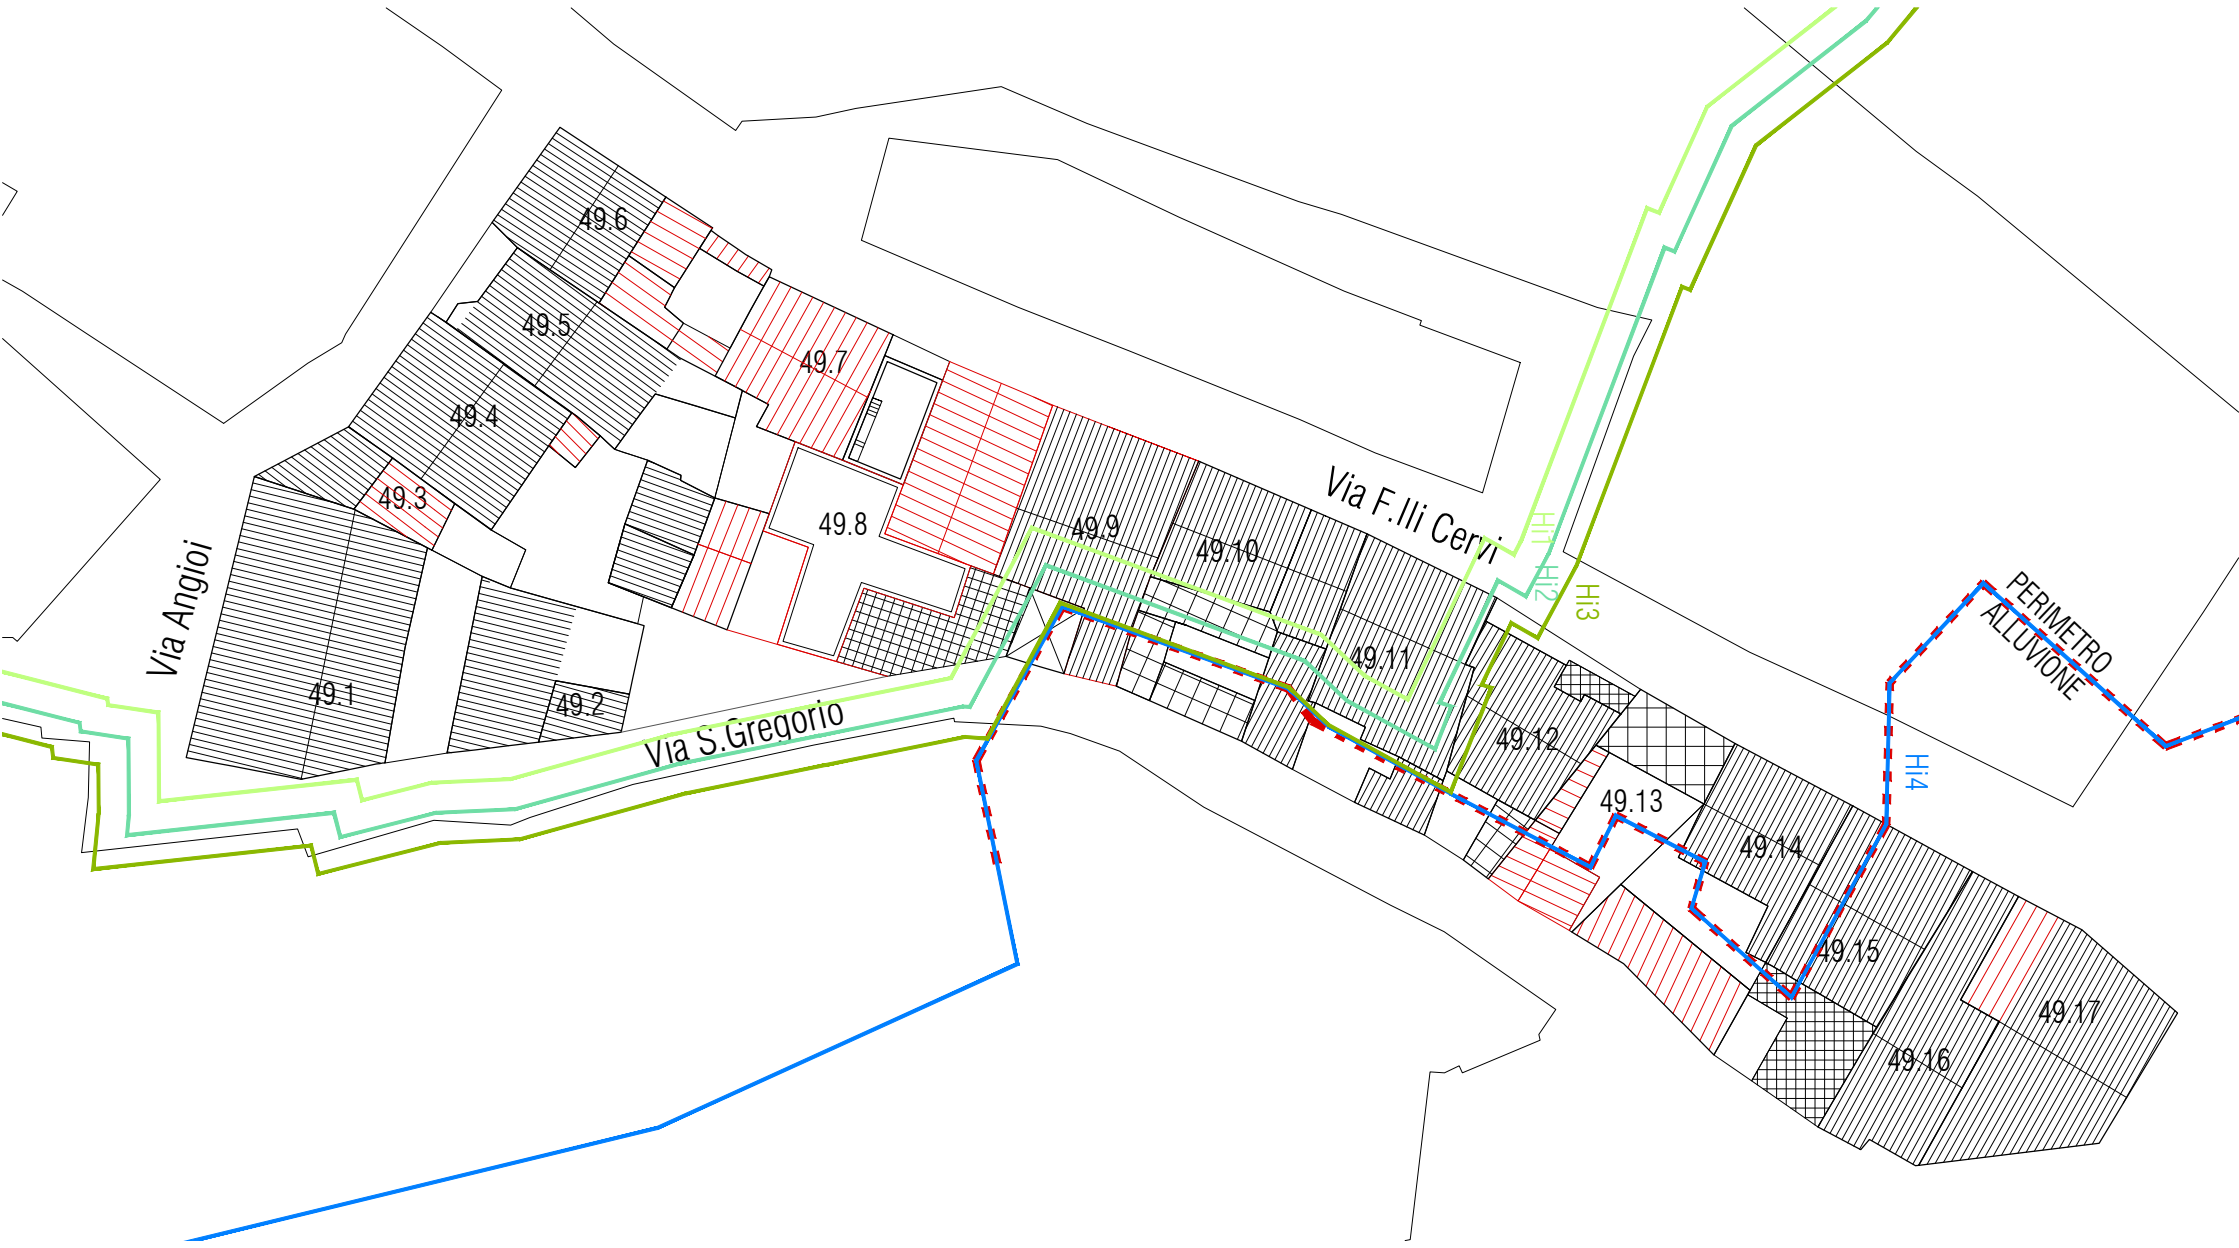 49.6
49.5
49.7
49.4
49.3
49.8
49.9
49.10
Via F.lli Cervi
Hi1
Hi2
Hi3
Via Angioi
49.1
49.2
Via S.Gregorio
49.11
49.12
PERIMETRO
ALLUVIONE
Hi4
49.13
49.14
49.15
49.16
49.17